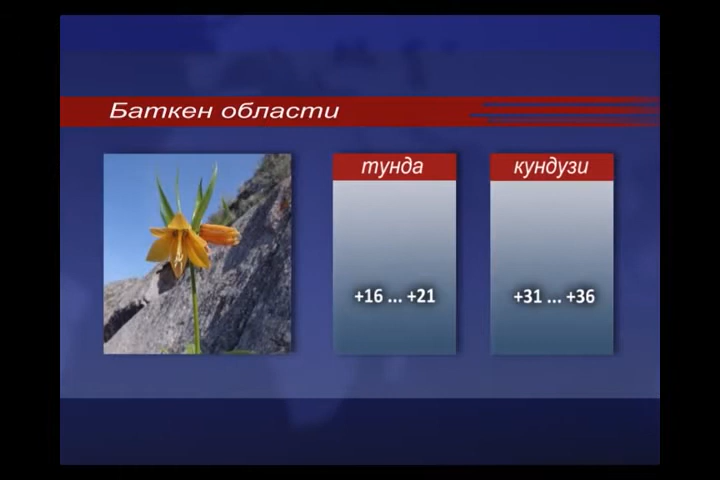 Баткен области
тунда
кундузи
+16 ... +21
+31 ... +36